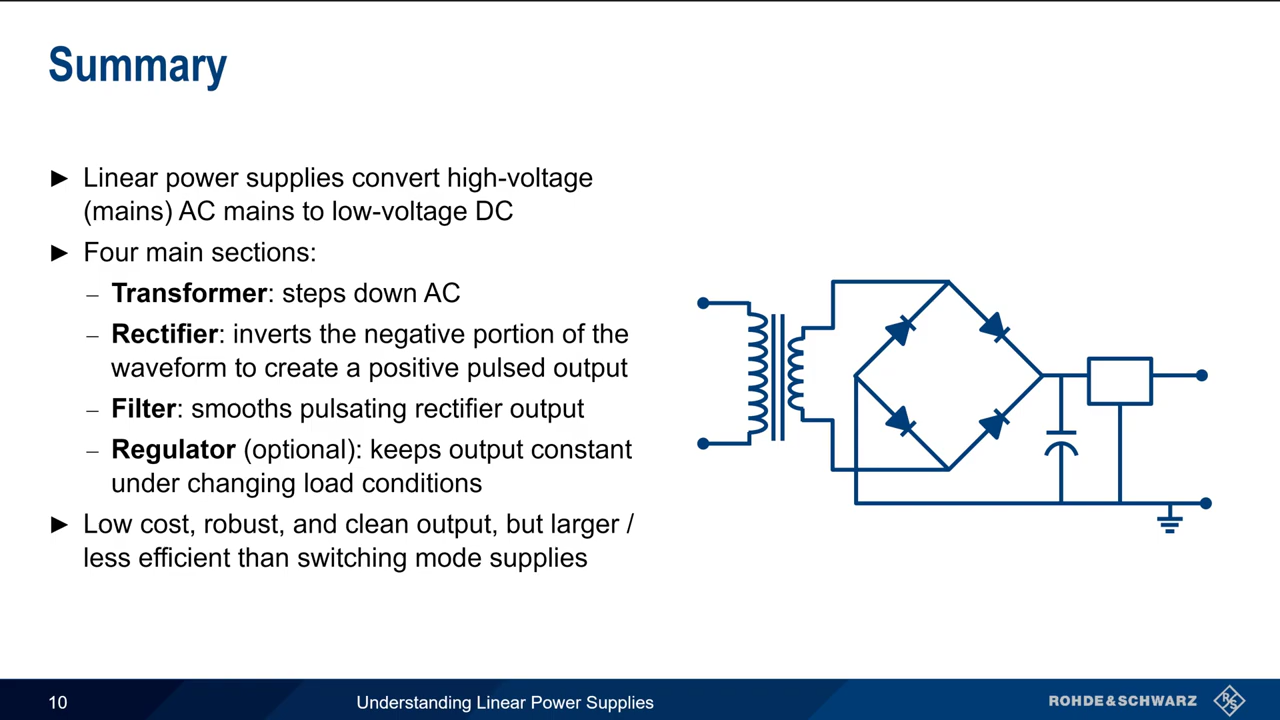 Summary
► Linear power supplies convert high-voltage
(mains) AC mains to low-voltage DC
► Four main sections:
– Transformer: steps down AC
– Rectifier: inverts the negative portion of the
waveform to create a positive pulsed output
– Filter: smooths pulsating rectifier output
– Regulator (optional): keeps output constant
under changing load conditions
► Low cost, robust, and clean output, but larger /
less efficient than switching mode supplies
10
Understanding Linear Power Supplies
ROHDE & SCHWARZ
R&S